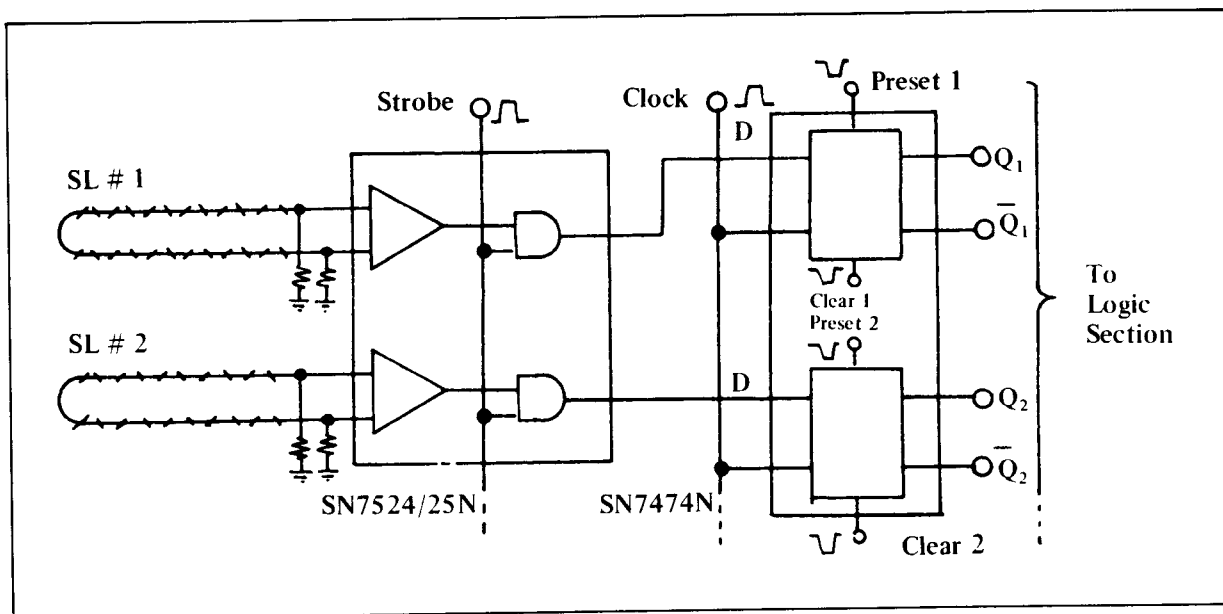 Preset 1
Strobe
Clock
D
SL # 1
Q₁
Q̅₁
Clear 1
Preset 2
To
Logic
Section
SL # 2
D
Q₂
Q̅₂
SN7524/25N
SN7474N
Clear 2